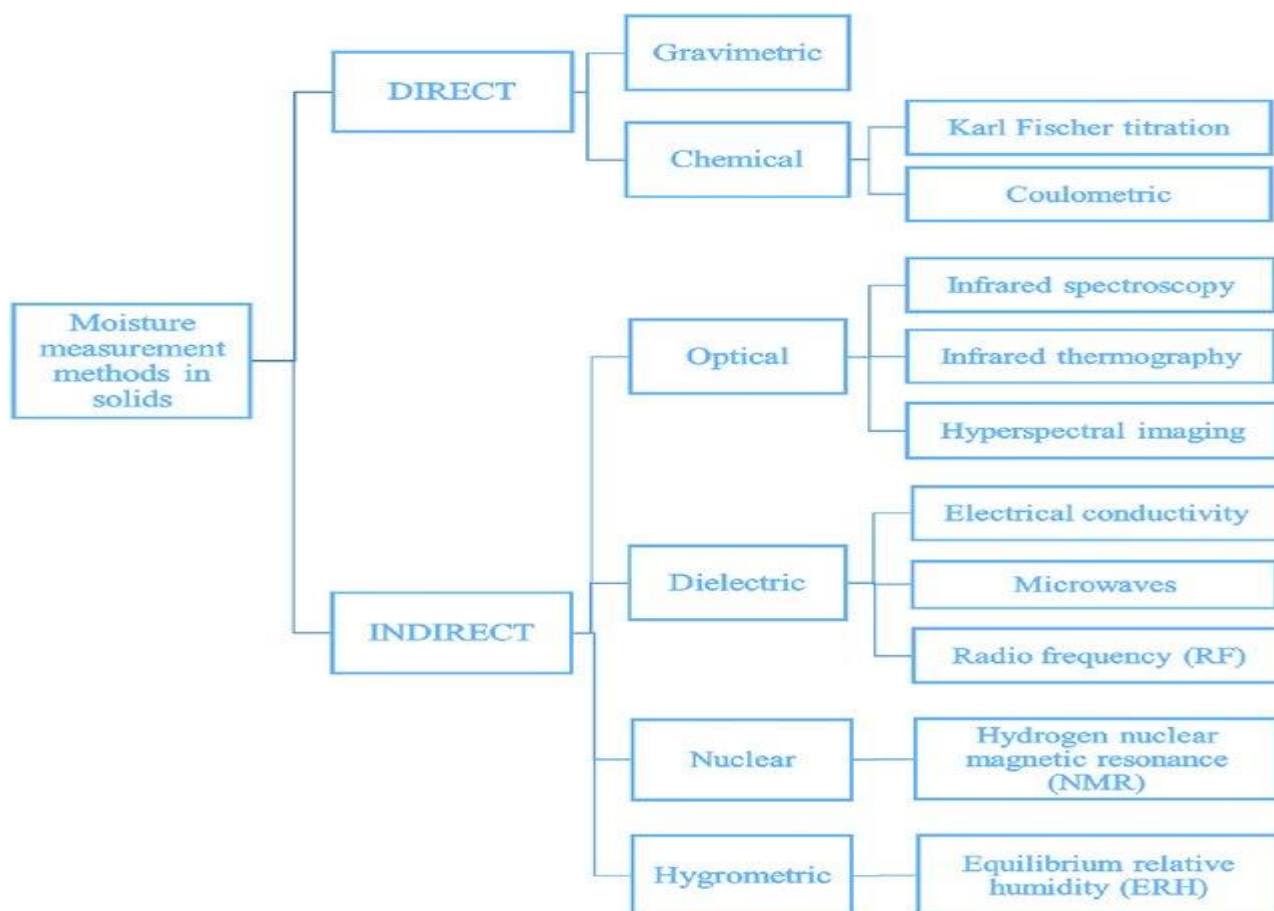 Moisture
measurement
methods in
solids
DIRECT
Gravimetric
Chemical
Karl Fischer titration
Coulometric
INDIRECT
Optical
Infrared spectroscopy
Infrared thermography
Hyperspectral imaging
Dielectric
Electrical conductivity
Microwaves
Radio frequency (RF)
Nuclear
Hydrogen nuclear
magnetic resonance
(NMR)
Hygrometric
Equilibrium relative
humidity (ERH)